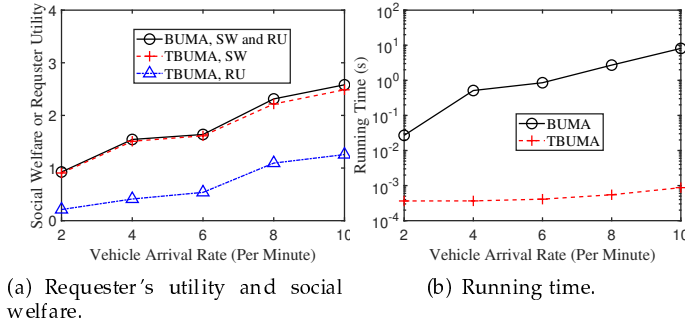 4
3
2
1
0
Social Welfare or Requster Utility
BUMA, SW and RU
TBUMA, SW
TBUMA, RU
2 4 6 8 10
Vehicle Arrival Rate (Per Minute)
(a) Requester's utility and social
welfare.
10^2
10^1
10^0
10^-1
10^-2
10^-3
10^-4
Running Time (s)
BUMA
TBUMA
2 4 6 8 10
Vehicle Arrival Rate (Per Minute)
(b) Running time.